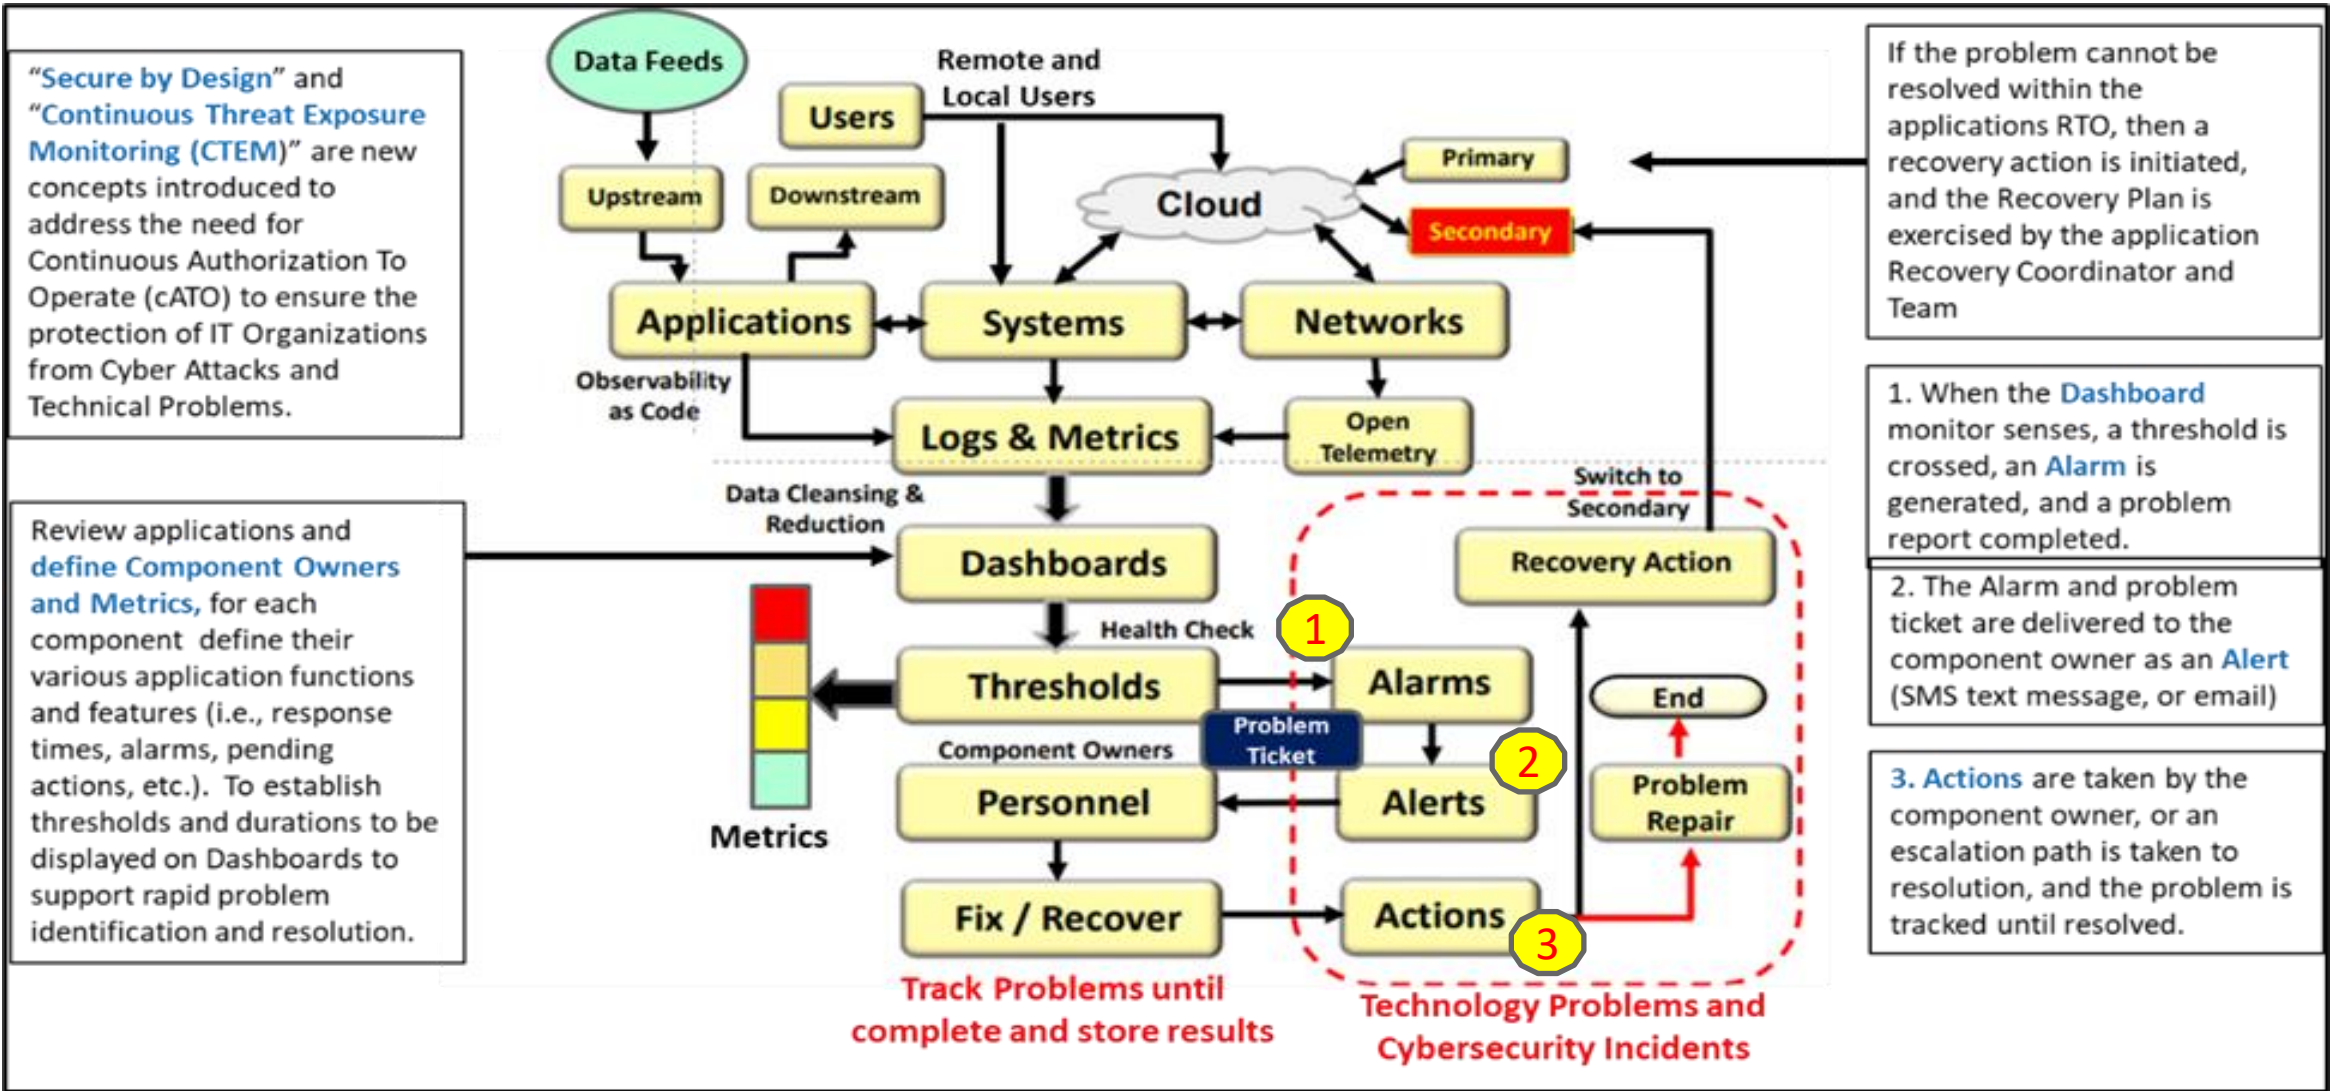 “Secure by Design” and
“Continuous Threat Exposure
Monitoring (CTEM)” are new
concepts introduced to
address the need for
Continuous Authorization To
Operate (cATO) to ensure the
protection of IT Organizations
from Cyber Attacks and
Technical Problems.
Review applications and
define Component Owners
and Metrics, for each
component define their
various application functions
and features (i.e., response
times, alarms, pending
actions, etc.). To establish
thresholds and durations to be
displayed on Dashboards to
support rapid problem
identification and resolution.
Data Feeds
Users
Remote and
Local Users
Upstream
Downstream
Cloud
Primary
Secondary
Applications
Systems
Networks
Observability
as Code
Logs & Metrics
Open
Telemetry
Data Cleansing &
Reduction
Switch to
Secondary
Dashboards
Recovery Action
Health Check
1
Thresholds
Alarms
End
Problem
Ticket
Component Owners
2
Personnel
Alerts
Problem
Repair
Metrics
Fix / Recover
Actions
3
Track Problems until
complete and store results
Technology Problems and
Cybersecurity Incidents
If the problem cannot be
resolved within the
applications RTO, then a
recovery action is initiated,
and the Recovery Plan is
exercised by the application
Recovery Coordinator and
Team
1. When the Dashboard
monitor senses, a threshold is
crossed, an Alarm is
generated, and a problem
report completed.
2. The Alarm and problem
ticket are delivered to the
component owner as an Alert
(SMS text message, or email)
3. Actions are taken by the
component owner, or an
escalation path is taken to
resolution, and the problem is
tracked until resolved.